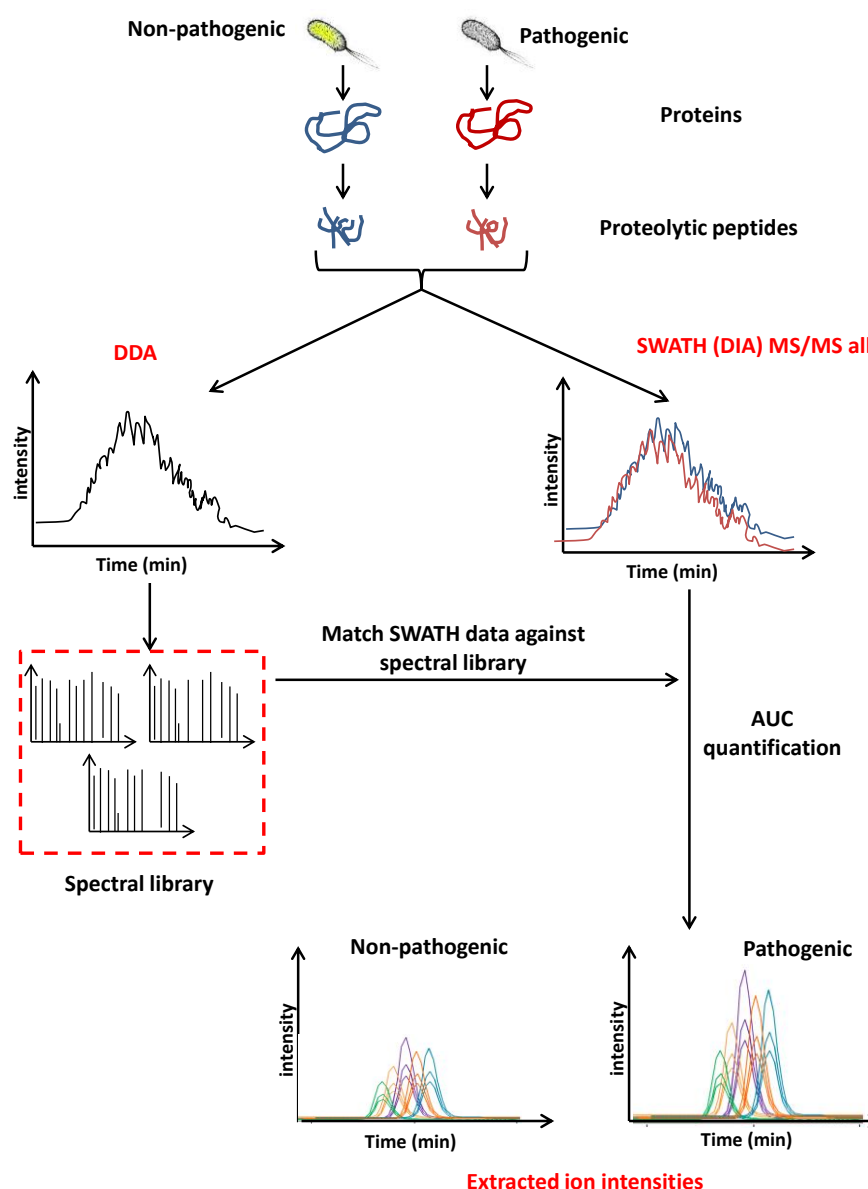 Non-pathogenic
Pathogenic
Proteins
Proteolytic peptides
DDA
SWATH (DIA) MS/MS all
intensity
Time (min)
intensity
Time (min)
Match SWATH data against
spectral library
AUC
quantification
Spectral library
Non-pathogenic
Pathogenic
intensity
Time (min)
intensity
Time (min)
Extracted ion intensities